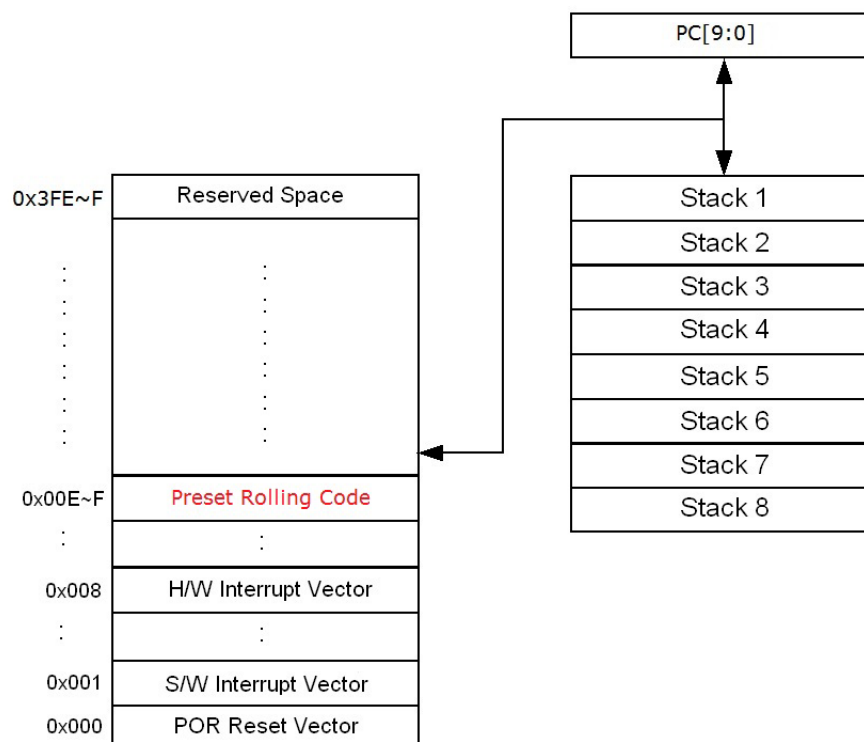 PC[9:0]
0x3FE~F Reserved Space
0x00E~F Preset Rolling Code
0x008 H/W Interrupt Vector
0x001 S/W Interrupt Vector
0x000 POR Reset Vector
Stack 1
Stack 2
Stack 3
Stack 4
Stack 5
Stack 6
Stack 7
Stack 8